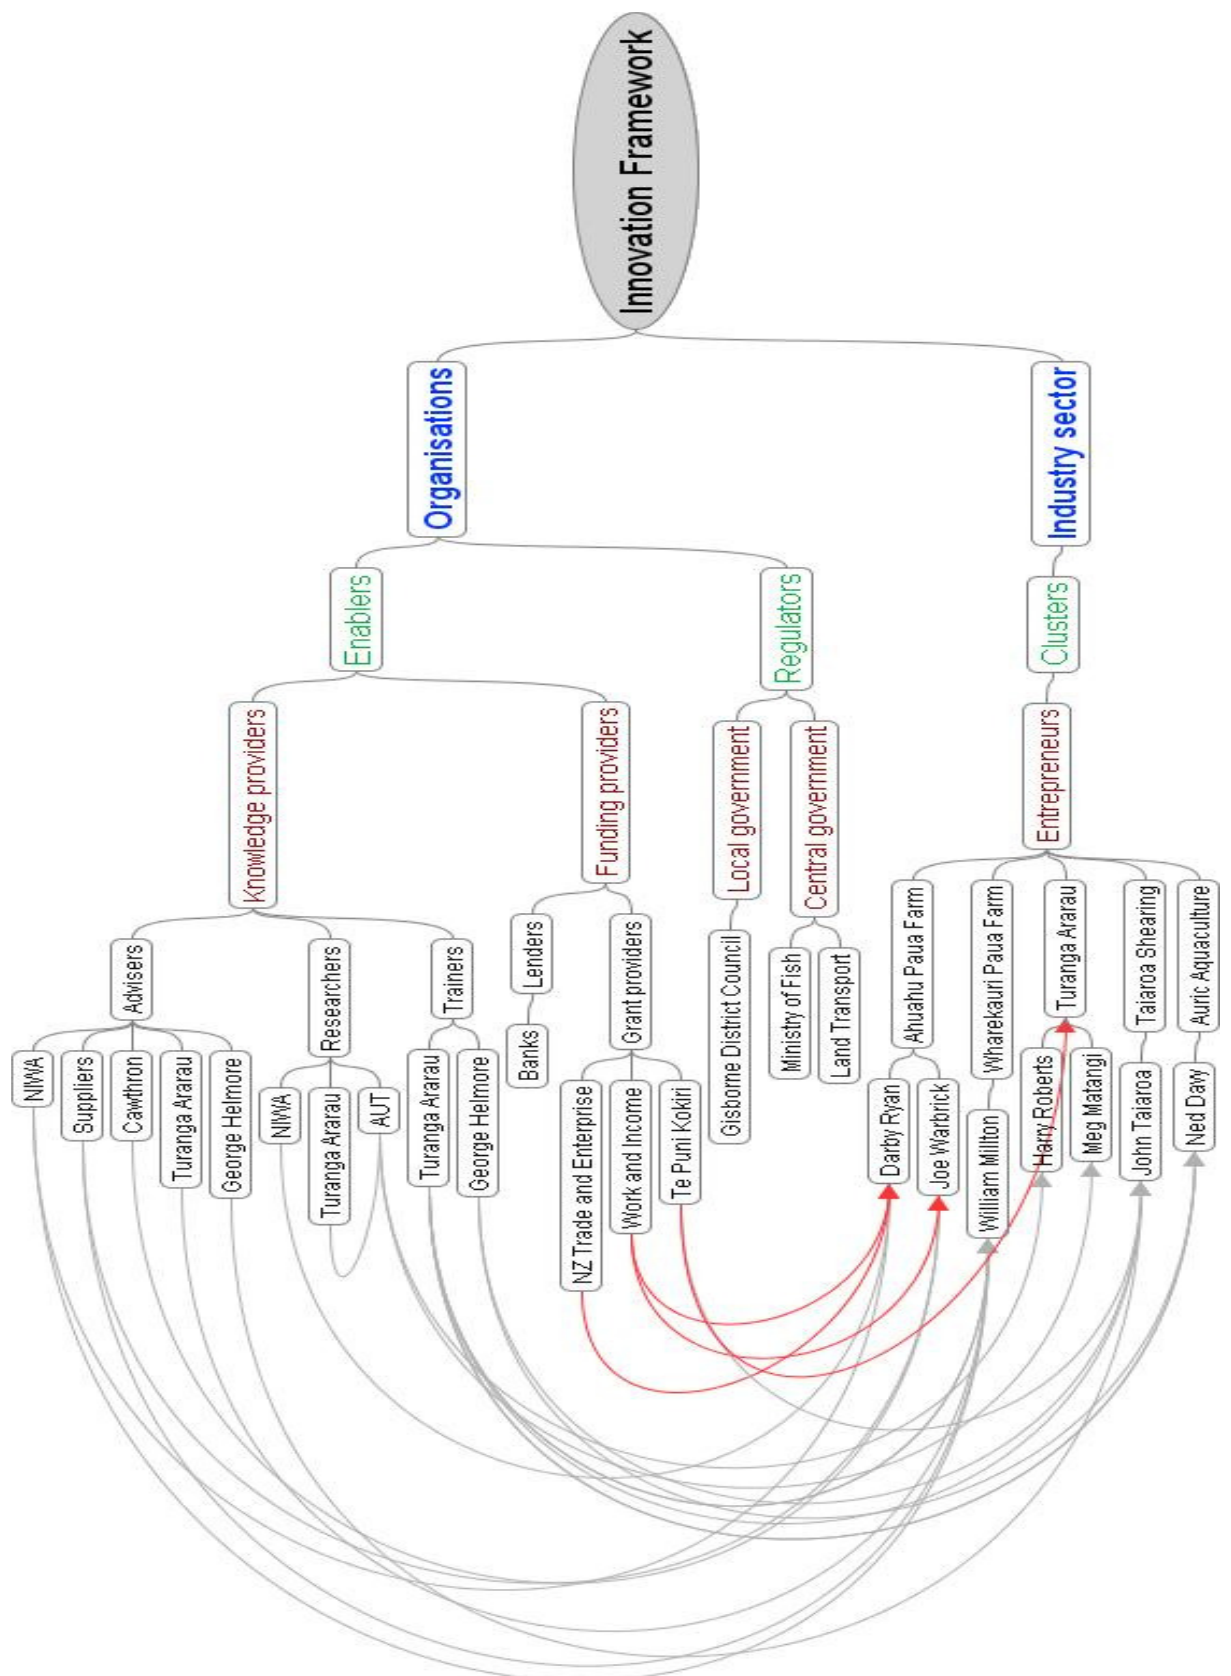 Innovation Framework
Organisations
Enablers
Knowledge providers
Advisers
NIWA
Suppliers
Cawthron
Turanga Ararau
George Helmore
Researchers
NIWA
Turanga Ararau
AUT
Trainers
Turanga Ararau
George Helmore
Funding providers
Lenders
Banks
Grant providers
NZ Trade and Enterprise
Work and Income
Te Puni Kokiri
Regulators
Local government
Gisborne District Council
Central government
Ministry of Fish
Land Transport
Industry sector
Clusters
Entrepreneurs
Ahuahu Paua Farm
Darby Ryan
Joe Warbrick
Wharekauri Paua Farm
William Millton
Turanga Ararau
Harry Roberts
Meg Matangi
Taiaroa Shearing
John Taiaroa
Auric Aquaculture
Ned Davy